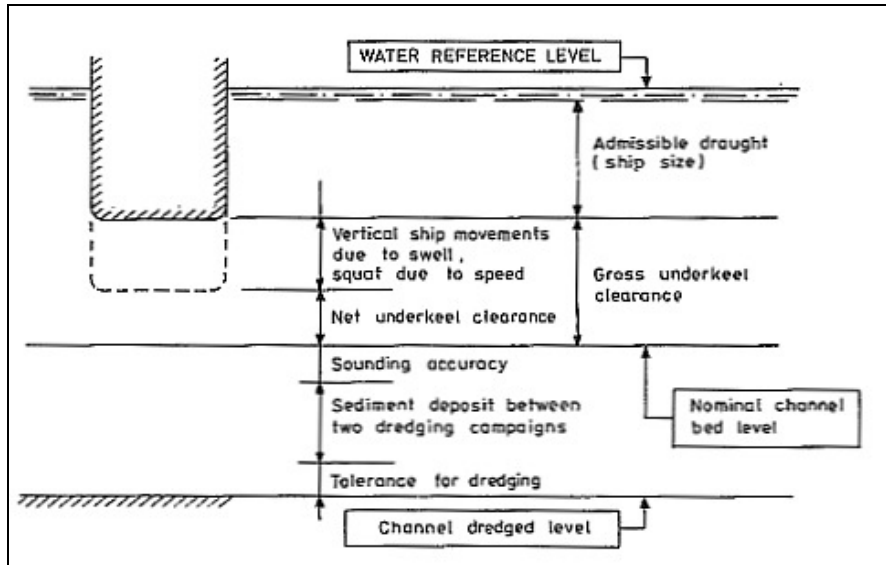 WATER REFERENCE LEVEL
Admissible draught
( ship size)
Vertical ship movements
due to swell,
squat due to speed
Gross underkeel
clearance
Net underkeel clearance
Sounding accuracy
Sediment deposit between
two dredging campaigns
Nominal channel
bed level
Tolerance for dredging
Channel dredged level